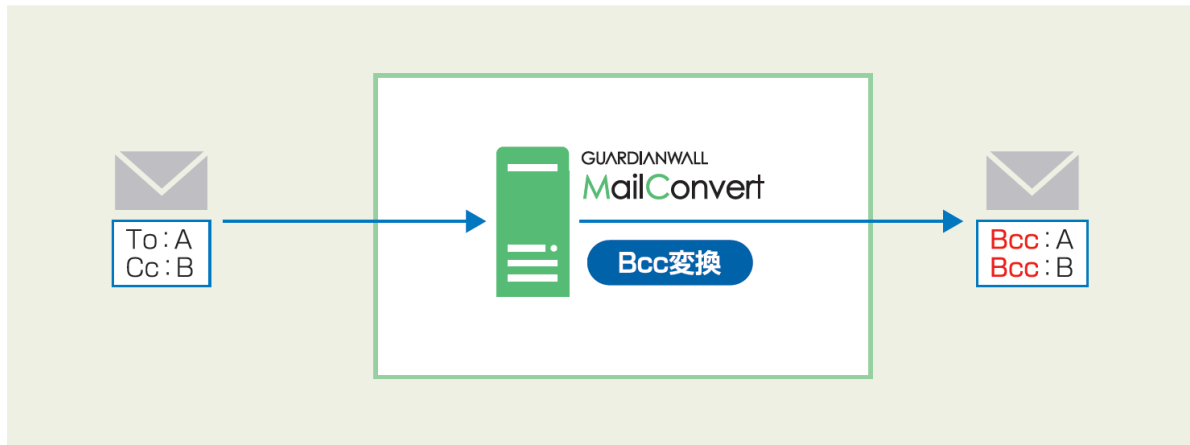 To：A
Cc：B
GUARDIANWALL
MailConvert
Bcc変換
Bcc：A
Bcc：B